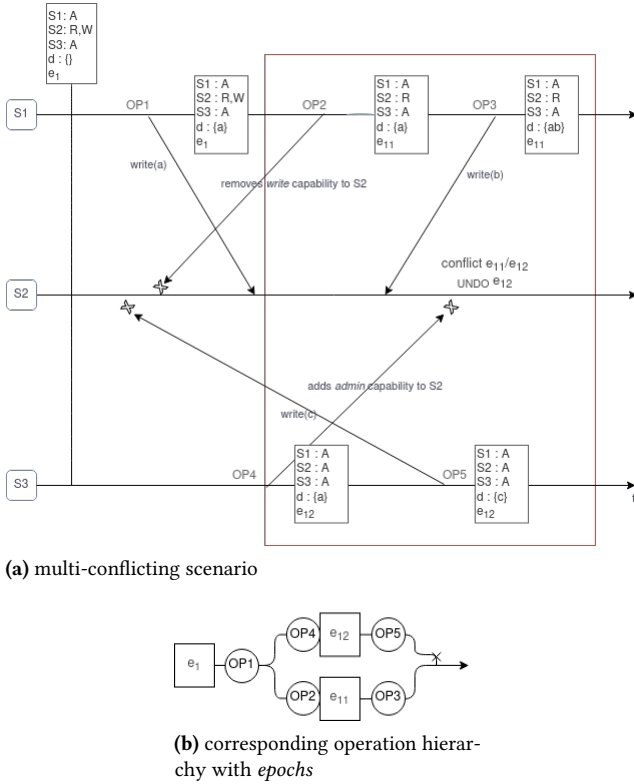 S1: A
S2: R,W
S3: A
d : {}
e1
S1
OP1
S1 : A
S2 : R,W
S3 : A
d : {a}
e1
OP2
S1 : A
S2 : R
S3 : A
d : {a}
e11
OP3
S1 : A
S2 : R
S3 : A
d : {ab}
e11
write(a)
removes write capability to S2
write(b)
S2
conflict e11/e12
UNDO e12
adds admin capability to S2
write(c)
S3
OP4
S1 : A
S2 : A
S3 : A
d : {a}
e12
OP5
S1 : A
S2 : A
S3 : A
d : {c}
e12
t
(a) multi-conflicting scenario
e1
OP1
OP4
e12
OP5
OP2
e11
OP3
(b) corresponding operation hierar-
chy with epochs